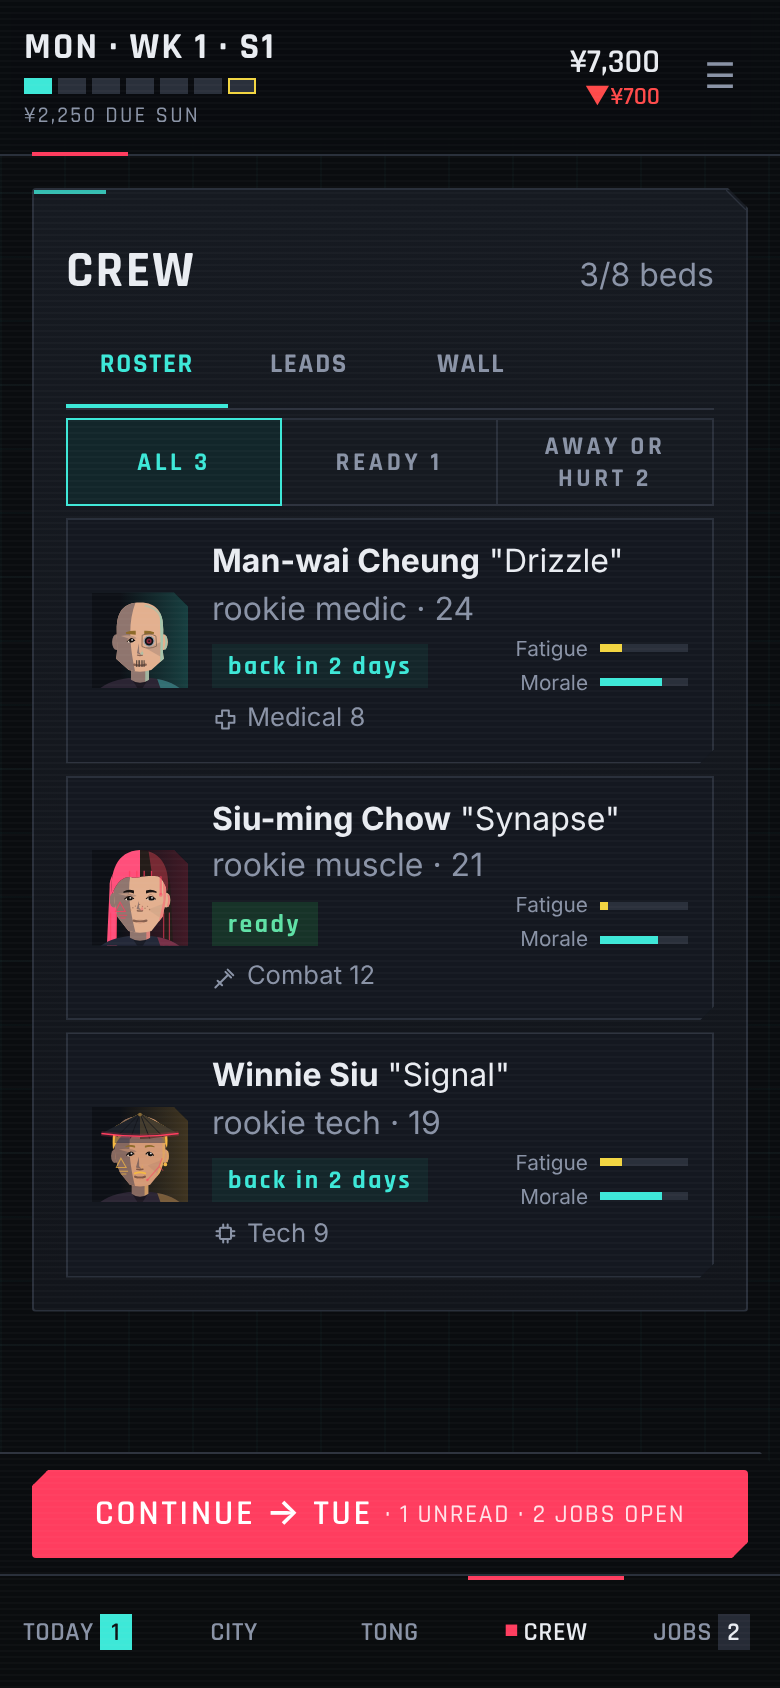 MON · WK 1 · S1
¥2,250 DUE SUN
¥7,300
▼¥700
☰
CREW
3/8 beds
ROSTER LEADS WALL
ALL 3 READY 1 AWAY OR HURT 2
Man-wai Cheung "Drizzle"
rookie medic · 24
back in 2 days
Fatigue
Morale
Medical 8
Siu-ming Chow "Synapse"
rookie muscle · 21
ready
Fatigue
Morale
Combat 12
Winnie Siu "Signal"
rookie tech · 19
back in 2 days
Fatigue
Morale
Tech 9
CONTINUE → TUE · 1 UNREAD · 2 JOBS OPEN
TODAY 1 CITY TONG CREW JOBS 2